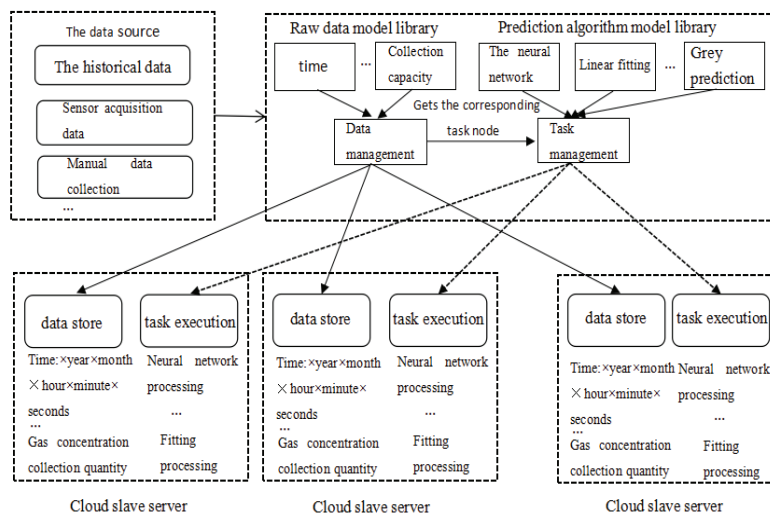 The data source
The historical data
Sensor acquisition
data
Manual data
collection
...
Raw data model library
time
...
Collection
capacity
Prediction algorithm model library
The neural
network
Linear fitting
...
Grey
prediction
Gets the corresponding
task node
Data
management
Task
management
data store
task execution
Time:×year×month
×hour×minute×
seconds
...
Gas concentration
collection quantity
Neural network
processing
...
Fitting
processing
Cloud slave server
data store
task execution
Time:×year×month
×hour×minute×
seconds
...
Gas concentration
collection quantity
Neural network
processing
...
Fitting
processing
Cloud slave server
data store
task execution
Time:×year×month
×hour×minute×
seconds
...
Gas concentration
collection quantity
Neural network
processing
...
Fitting
processing
Cloud slave server